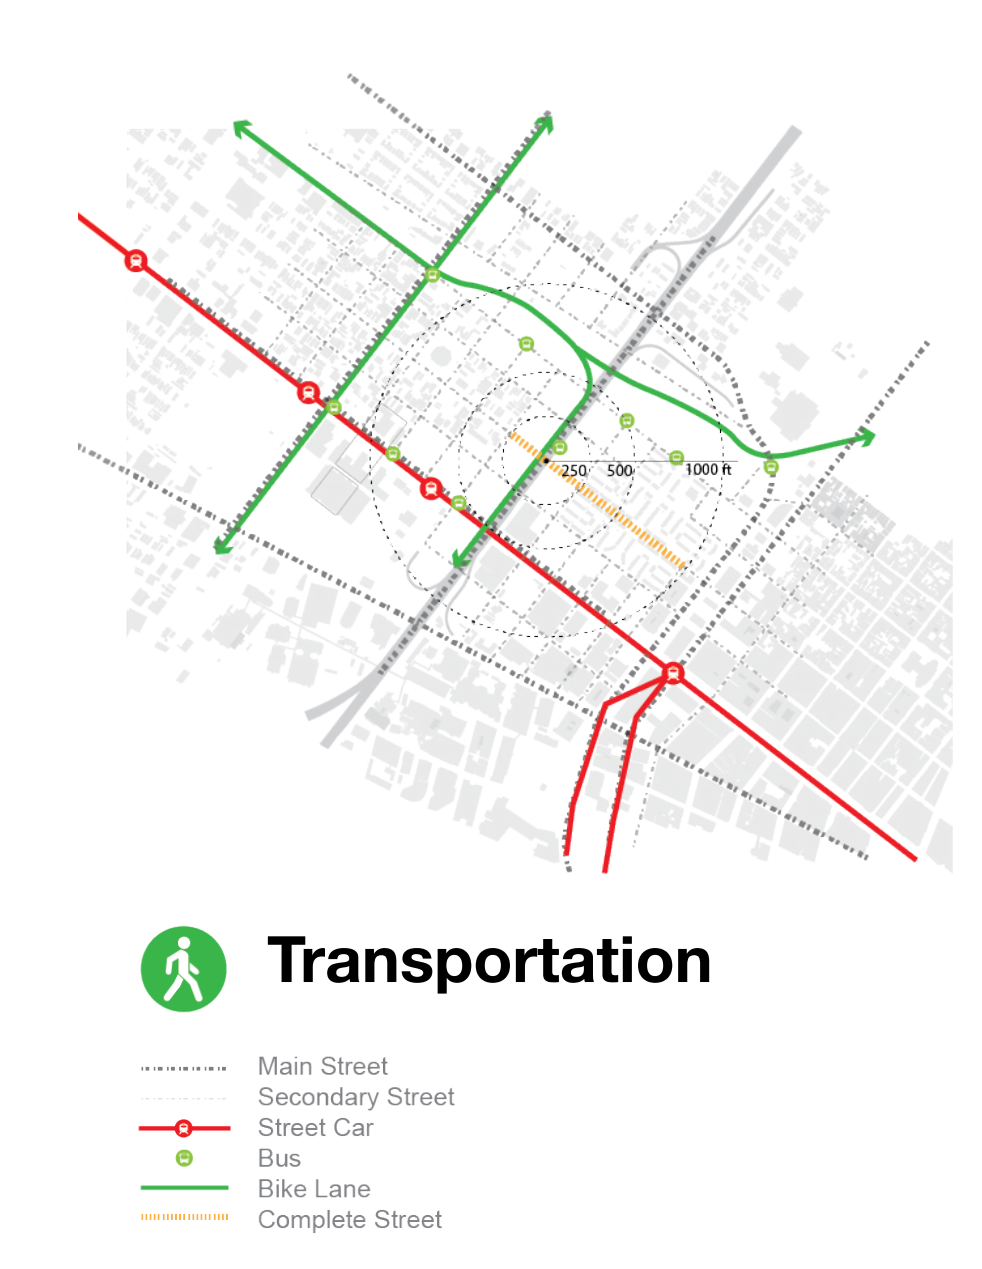 250 500 1000 ft
Transportation
Main Street
Secondary Street
Street Car
Bus
Bike Lane
Complete Street